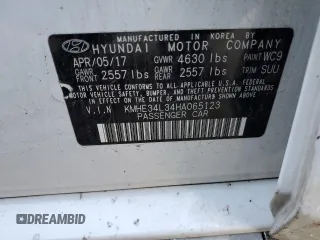 MANUFACTURED IN KOREA BY
HYUNDAI MOTOR COMPANY
APR/05/17 GVWR 4630 lbs PAINT WC9
GAWR FRONT 2557 lbs GAWR REAR 2557 lbs TRIM SUU
THIS VEHICLE CONFORMS TO ALL APPLICABLE FEDERAL
MOTOR VEHICLE SAFETY, BUMPER, AND THEFT PREVENTION
STANDARDS IN EFFECT ON THE DATE OF MANUFACTURE SHOWN ABOVE.
V.I.N KMHE34L34HA065123
PASSENGER CAR